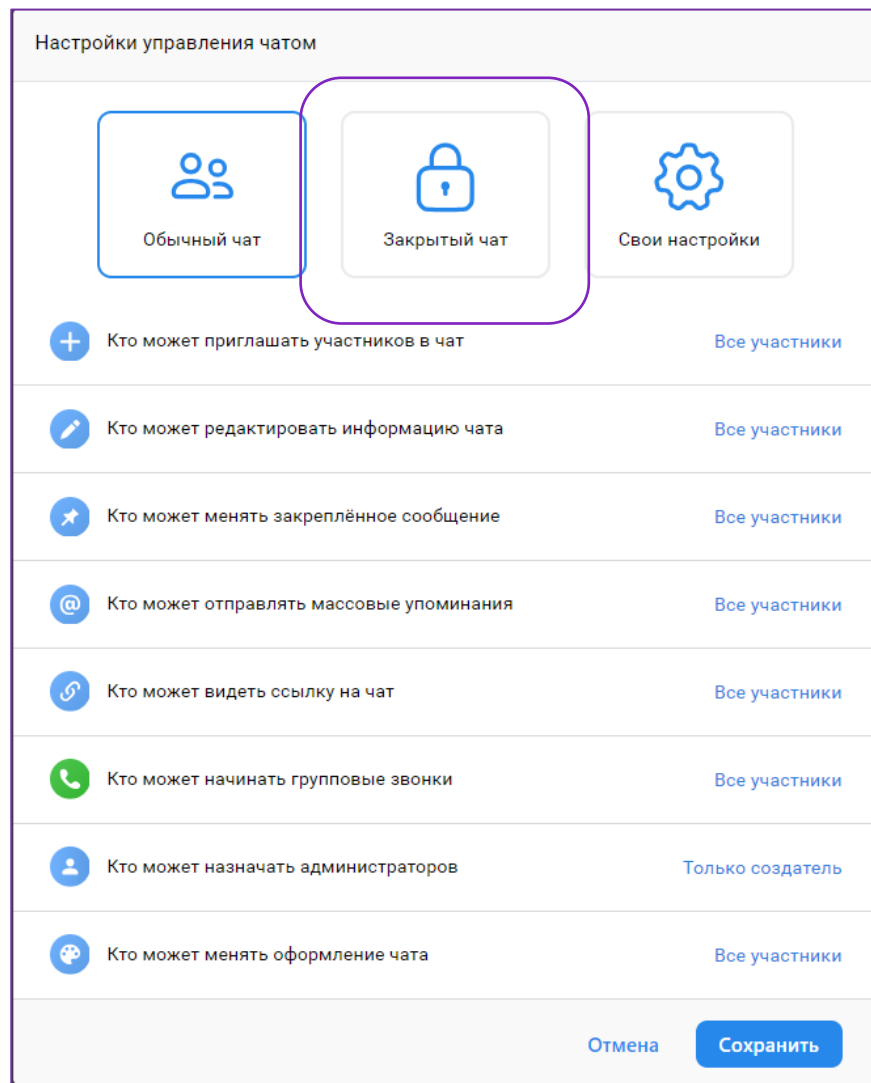 Настройки управления чатом
Обычный чат
Закрытый чат
Свои настройки
Кто может приглашать участников в чат
Все участники
Кто может редактировать информацию чата
Все участники
Кто может менять закреплённое сообщение
Все участники
Кто может отправлять массовые упоминания
Все участники
Кто может видеть ссылку на чат
Все участники
Кто может начинать групповые звонки
Все участники
Кто может назначать администраторов
Только создатель
Кто может менять оформление чата
Все участники
Отмена
Сохранить